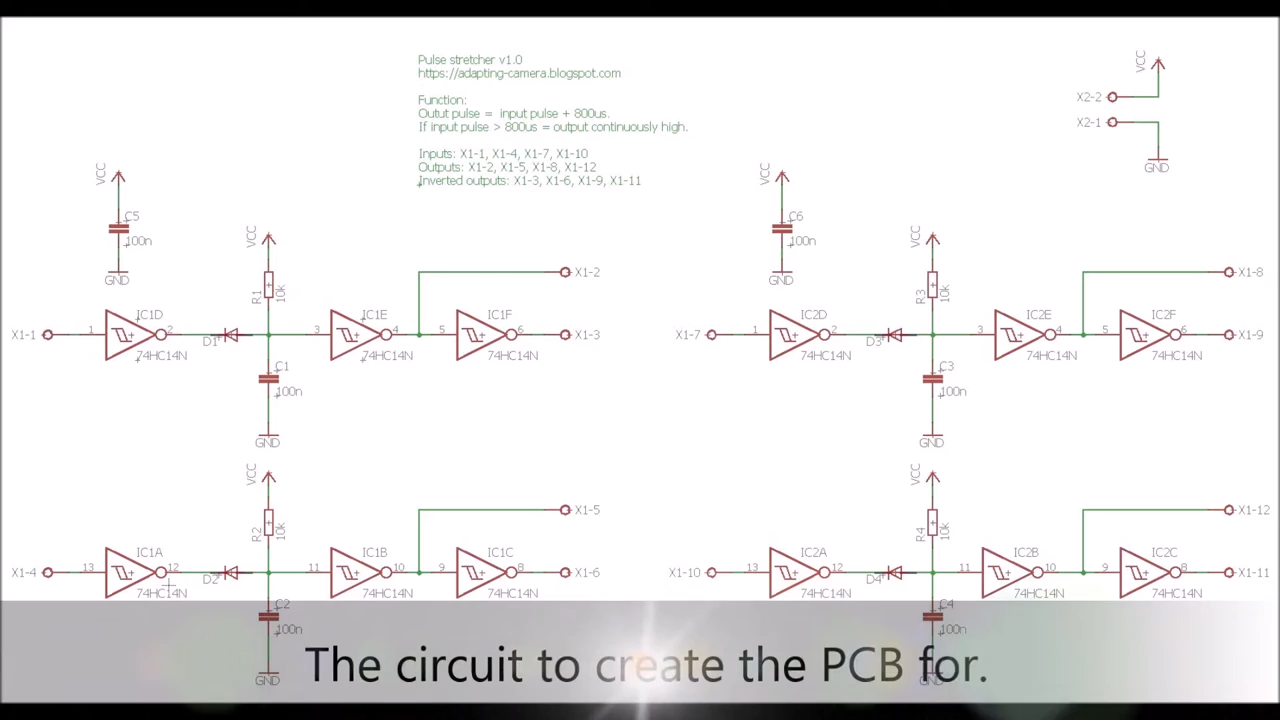 Pulse stretcher v1.0
https://adapting-camera.blogspot.com
Function:
Outut pulse = input pulse + 800us.
If input pulse > 800us = output continuously high.
Inputs: X1-1, X1-4, X1-7, X1-10
Outputs: X1-2, X1-5, X1-8, X1-12
Inverted outputs: X1-3, X1-6, X1-9, X1-11
VCC
X2-2
X2-1
GND
VCC
C5
100n
GND
VCC
R1
10k
X1-2
X1-1
1
IC1D
2
74HC14N
D1
3
IC1E
4
74HC14N
5
IC1F
6
74HC14N
X1-3
C1
100n
GND
VCC
C6
100n
GND
VCC
R3
10k
X1-8
X1-7
1
IC2D
2
74HC14N
D3
3
IC2E
4
74HC14N
5
IC2F
6
74HC14N
X1-9
C3
100n
GND
VCC
R2
10k
X1-5
X1-4
13
IC1A
12
74HC14N
D2
11
IC1B
10
74HC14N
9
IC1C
8
74HC14N
X1-6
C2
100n
GND
VCC
R4
10k
X1-12
X1-10
13
IC2A
12
74HC14N
D4
11
IC2B
10
74HC14N
9
IC2C
8
74HC14N
X1-11
C4
100n
GND
The circuit to create the PCB for.